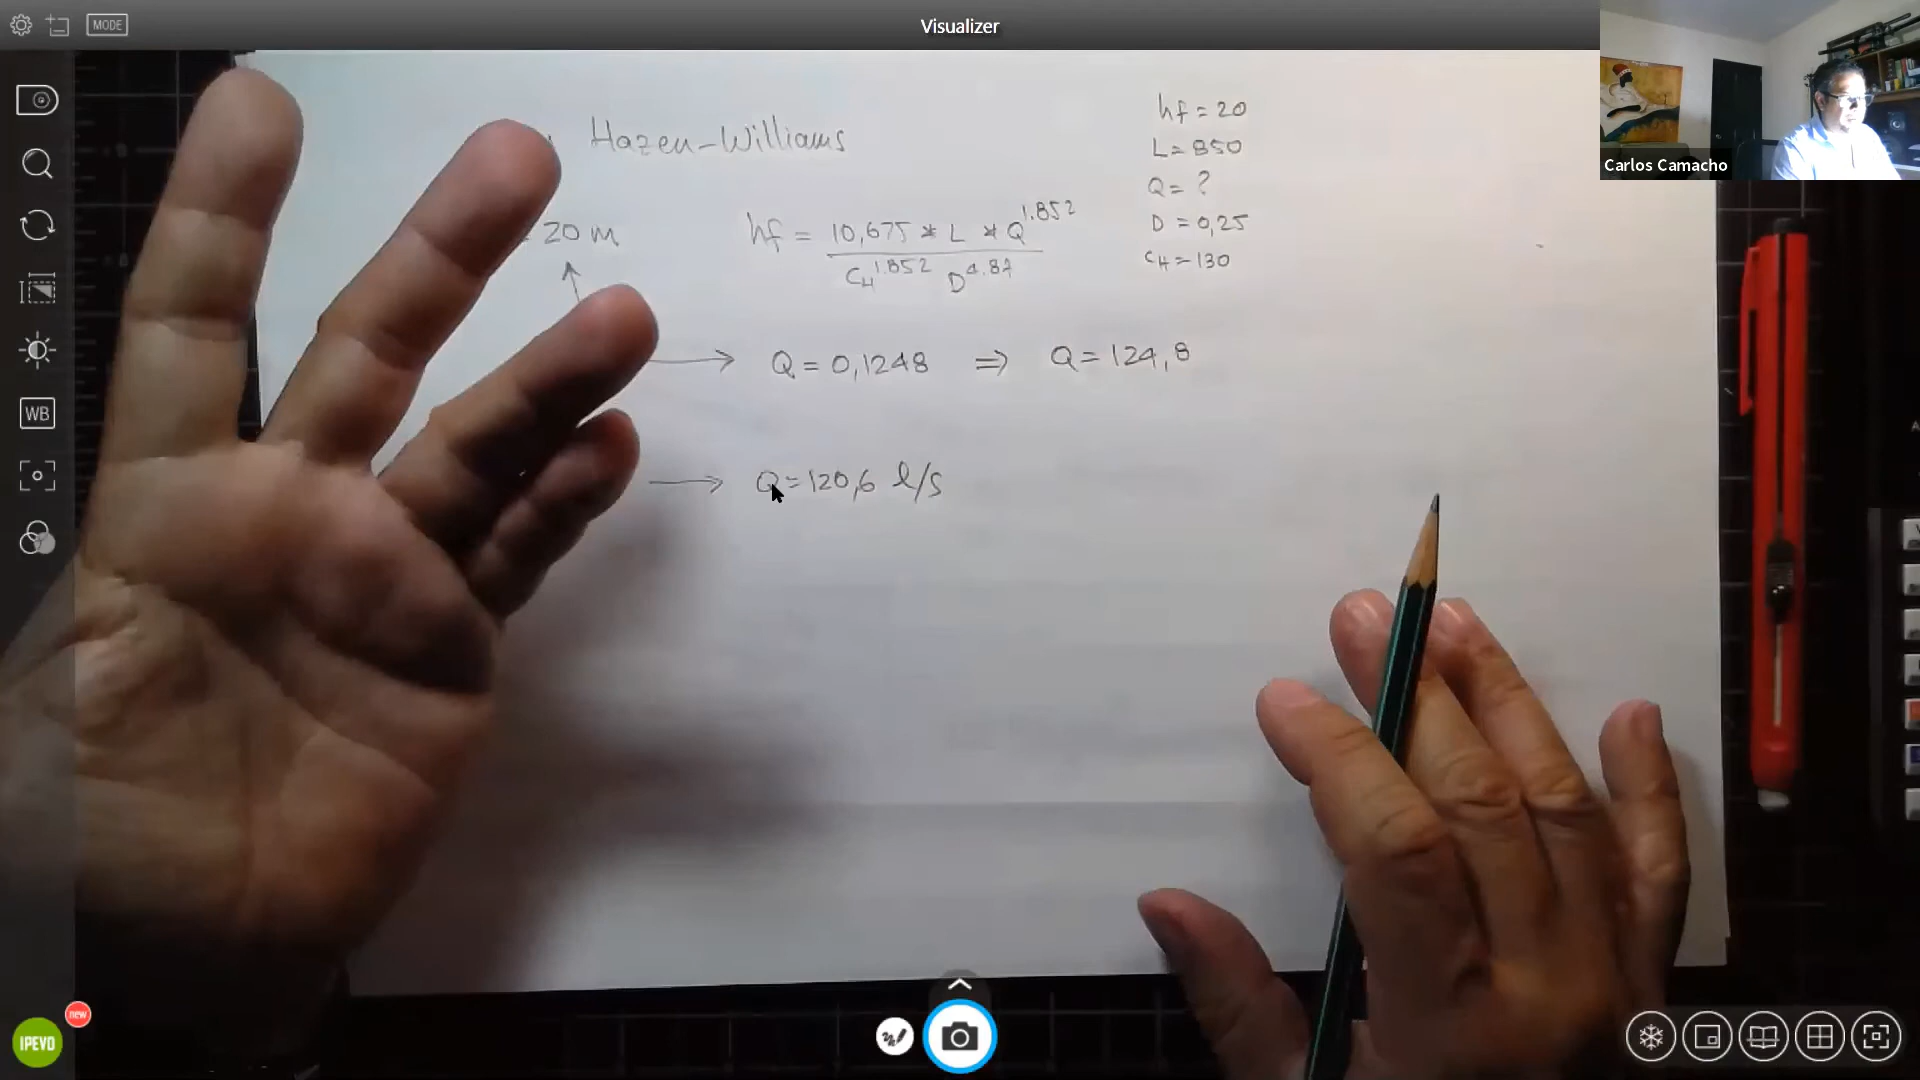 MODE
Visualizer
Carlos Camacho
WB
Hazen-Williams
hf = 20
L = 850
Q = ?
D = 0,25
CH = 130
20 m
hf = 10,675 * L * Q^1.852 / CH^1.852 D^4.87
Q = 0,1248 ⇒ Q = 124,8
Q = 120,6 l/s
new
IPEVO